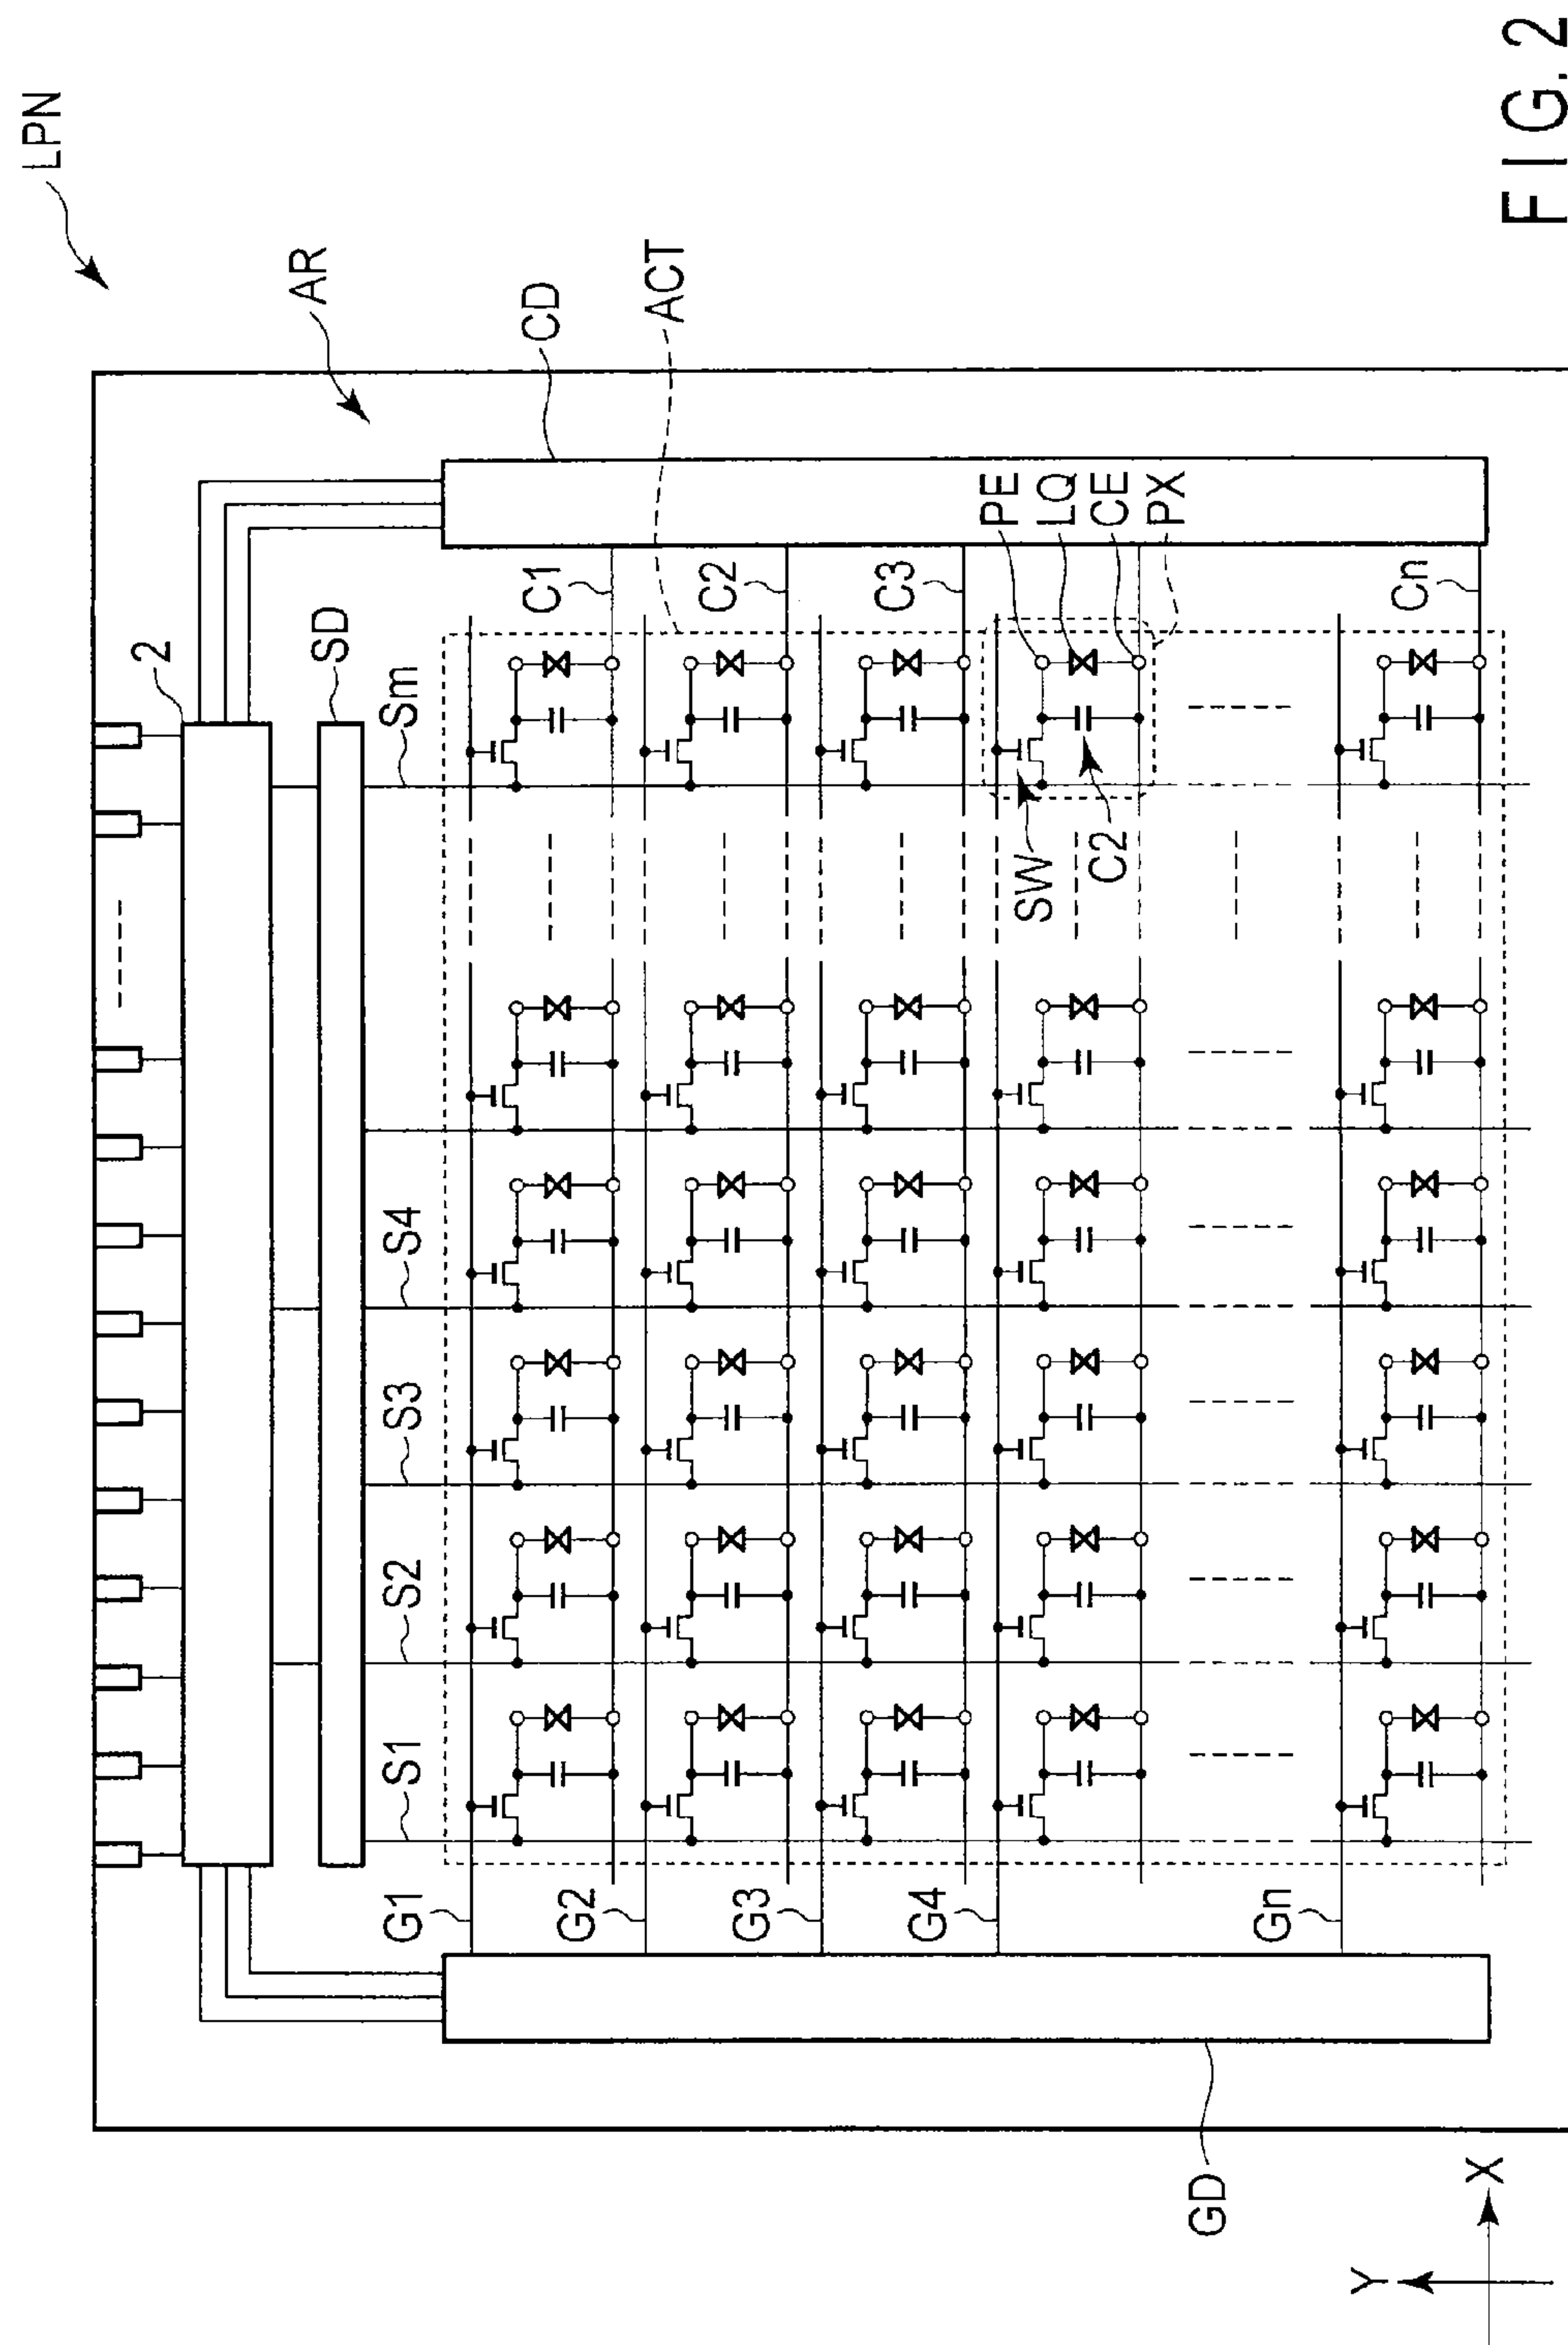 LPN
AR
CD
ACT
2
SD
Sm
S4
S3
S2
S1
C1
C2
C3
Cn
PE
LQ
CE
PX
SW
C2
G1
G2
G3
G4
Gn
GD
Y
X
FIG. 2